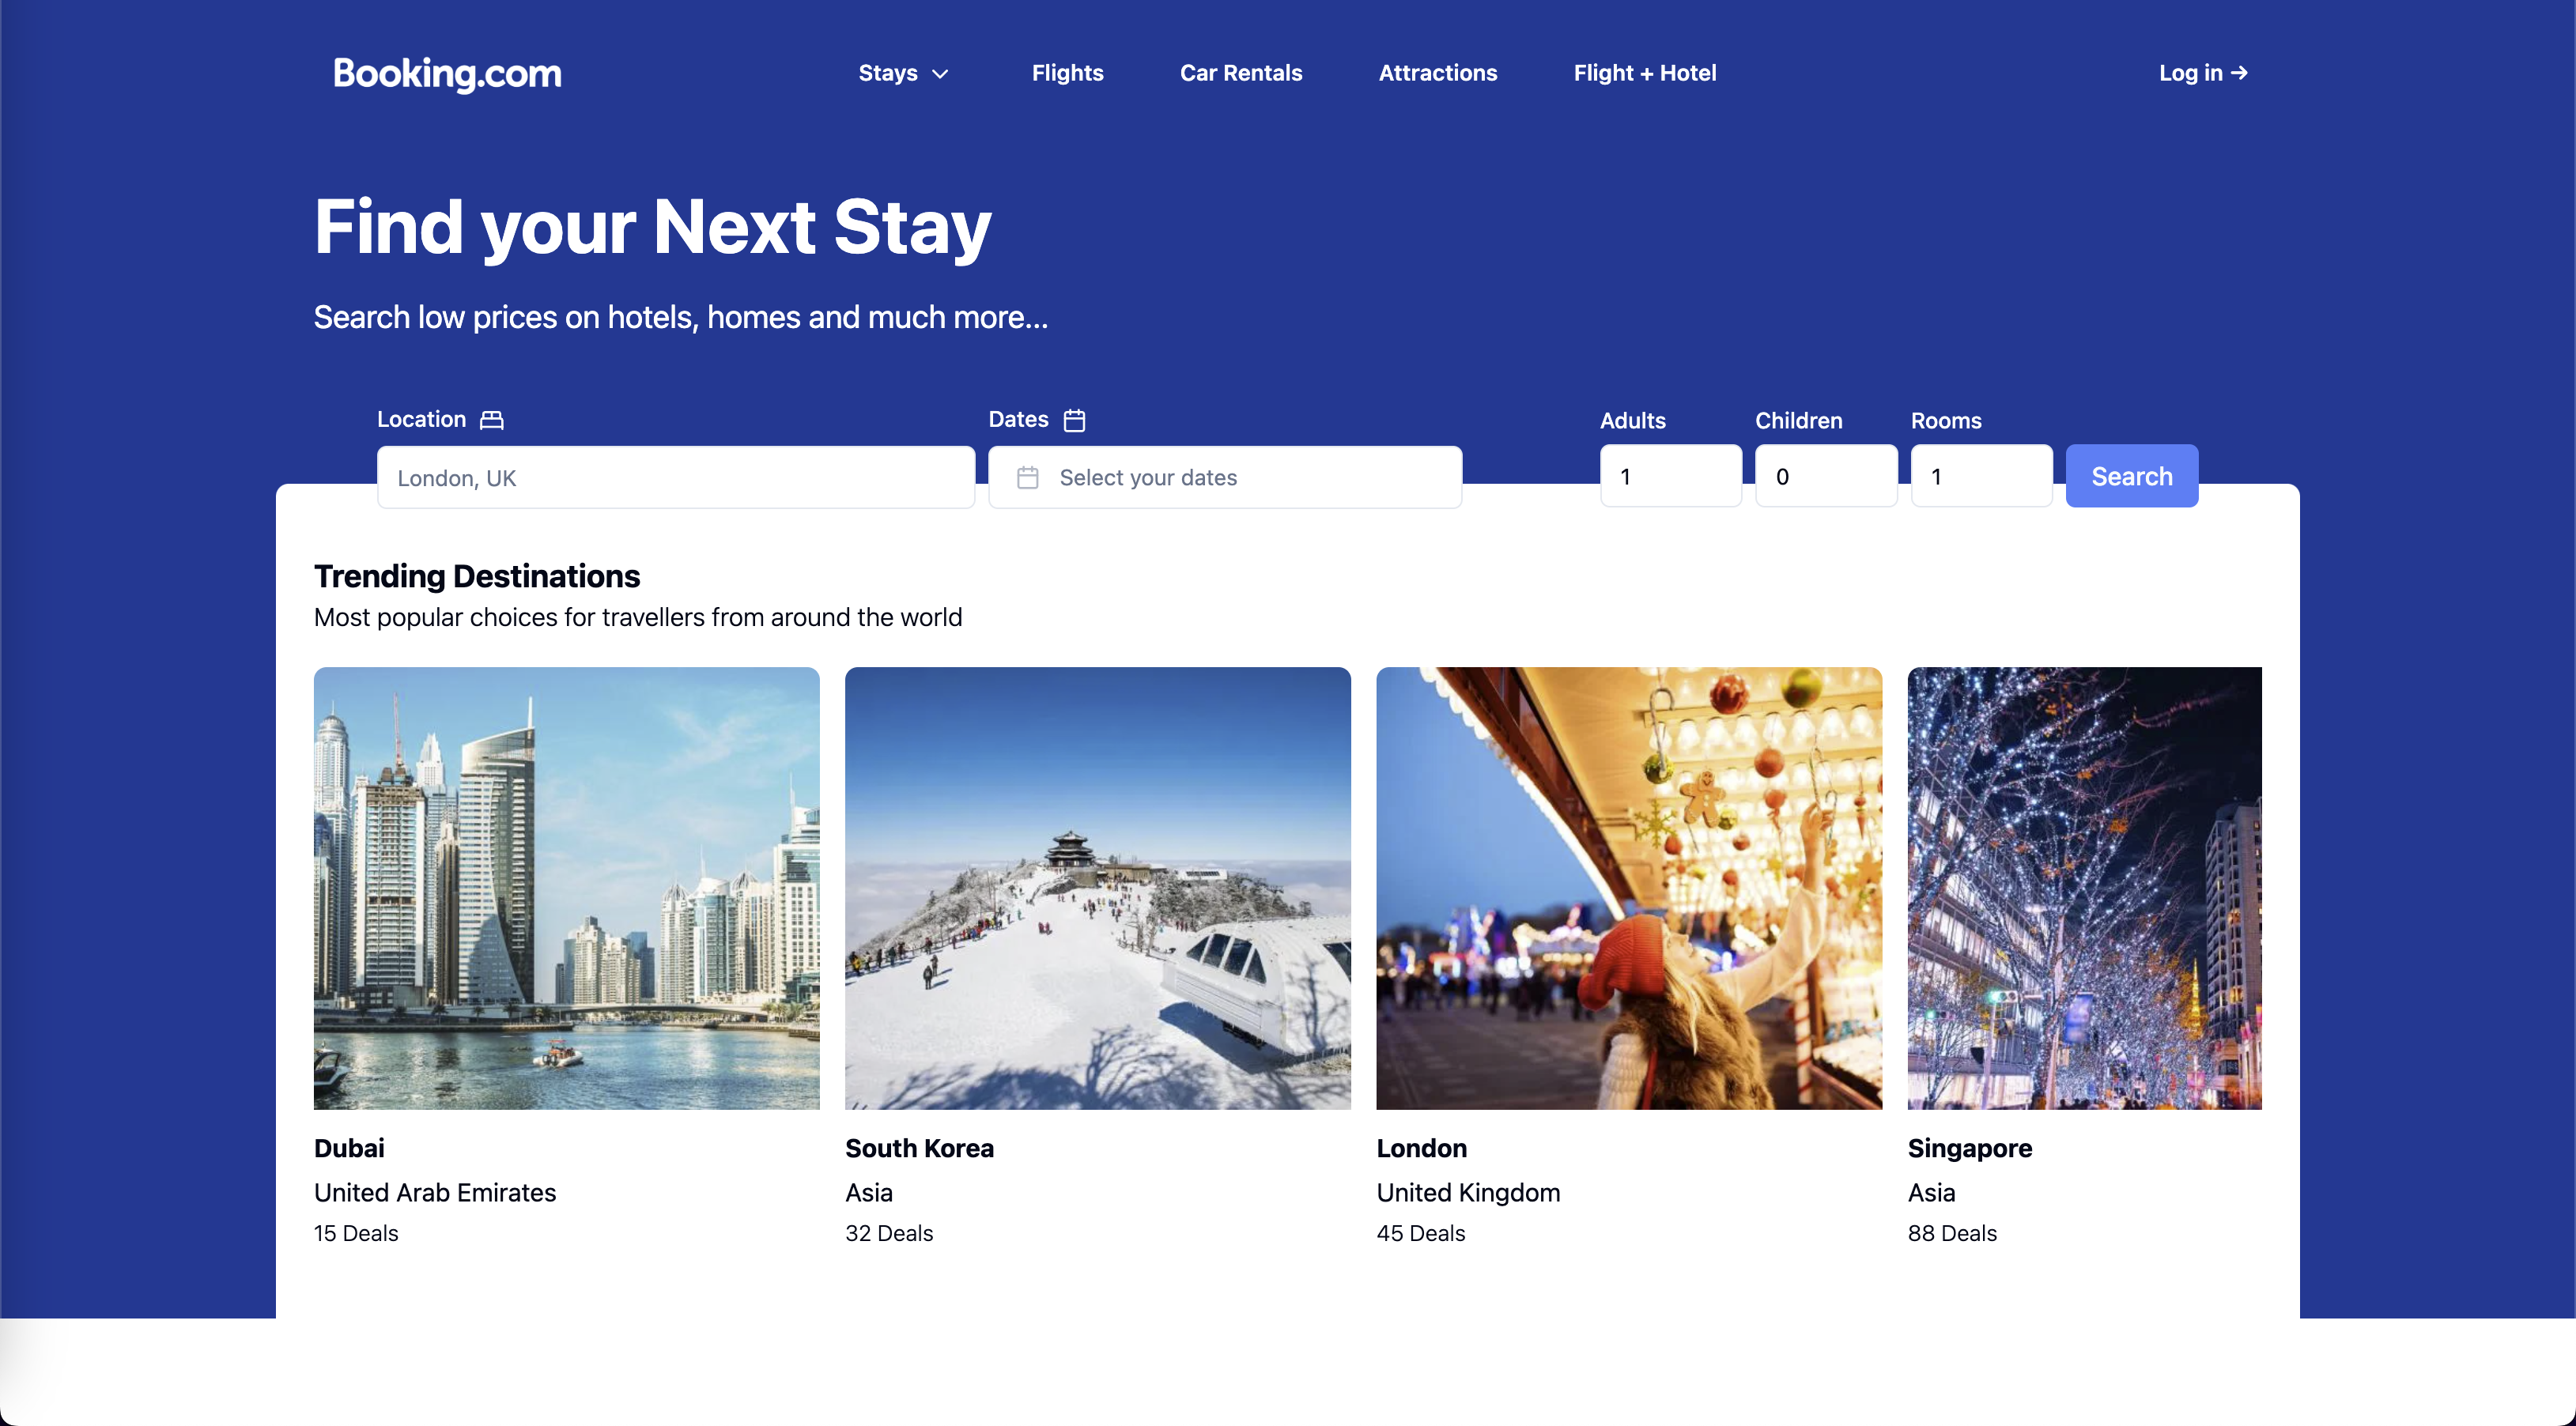 Booking.com
Stays
Flights
Car Rentals
Attractions
Flight + Hotel
Log in →
Find your Next Stay
Search low prices on hotels, homes and much more...
Location
Dates
Adults
Children
Rooms
London, UK
Select your dates
1
0
1
Search
Trending Destinations
Most popular choices for travellers from around the world
Dubai
United Arab Emirates
15 Deals
South Korea
Asia
32 Deals
London
United Kingdom
45 Deals
Singapore
Asia
88 Deals